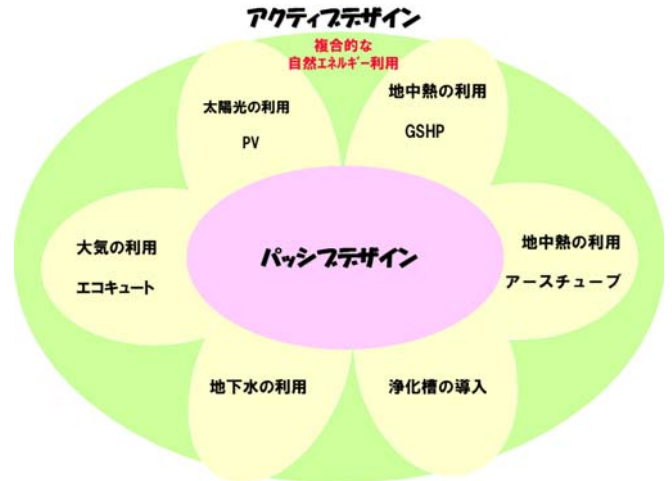 アクティブデザイン
複合的な
自然エネルギー利用
太陽光の利用
PV
地中熱の利用
GSHP
大気の利用
エコキュート
パッシブデザイン
地中熱の利用
アースチューブ
地下水の利用
浄化槽の導入